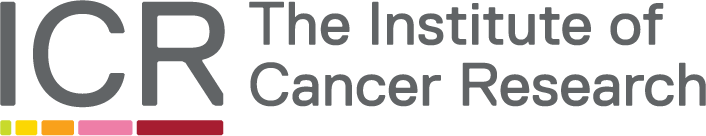 ICR
The Institute of
Cancer Research